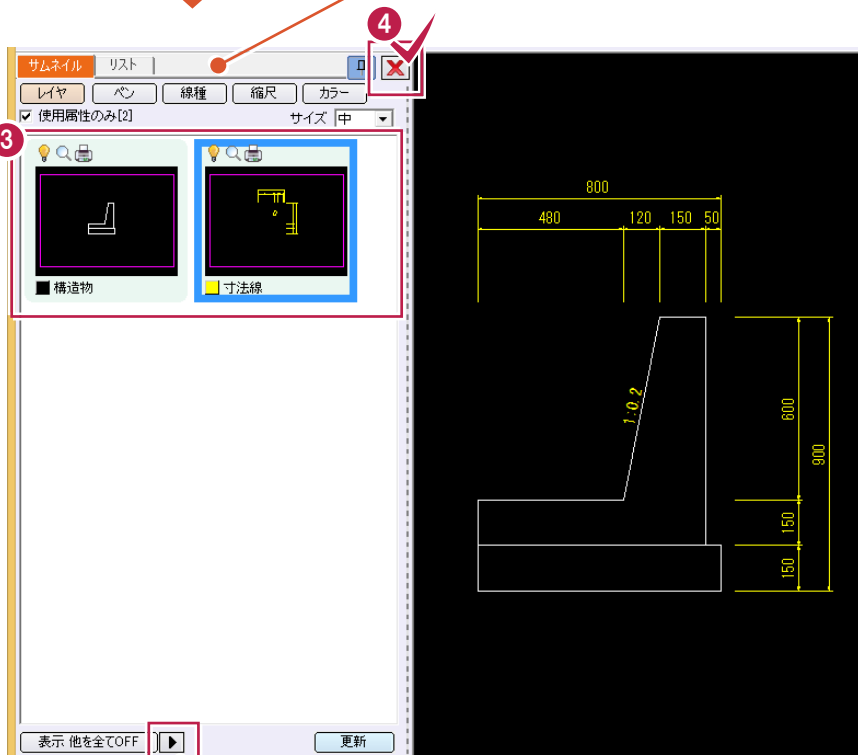 4
サムネイル リスト
レイヤ ペン 線種 縮尺 カラー
使用属性のみ[2] サイズ 中
3
構造物 寸法線
800
480 120 150 50
1:0.2
600
900
150
150
表示 他を全てOFF 更新